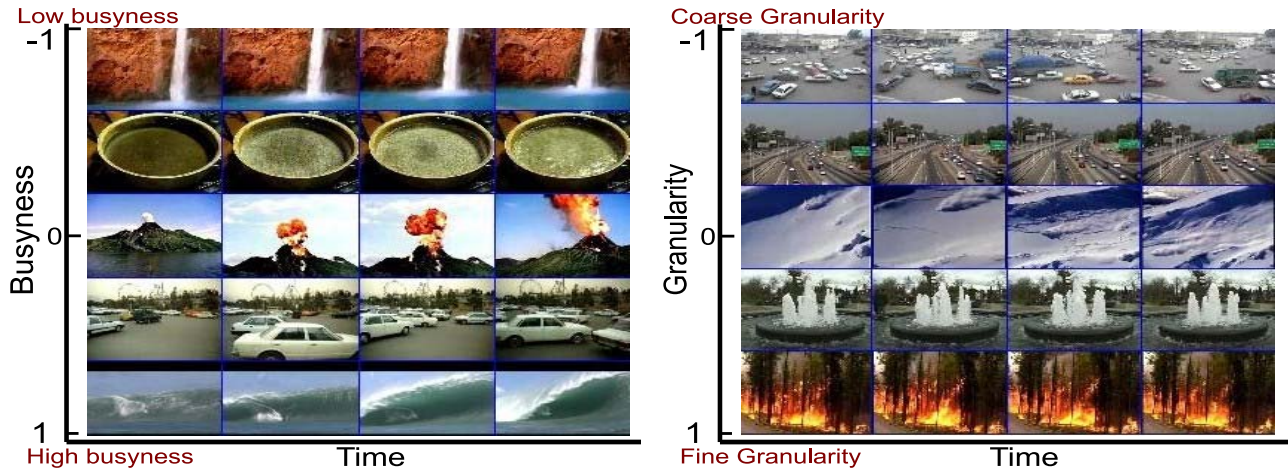 Low busyness
-1
Busyness
0
1
High busyness
Time
Coarse Granularity
-1
Granularity
0
1
Fine Granularity
Time